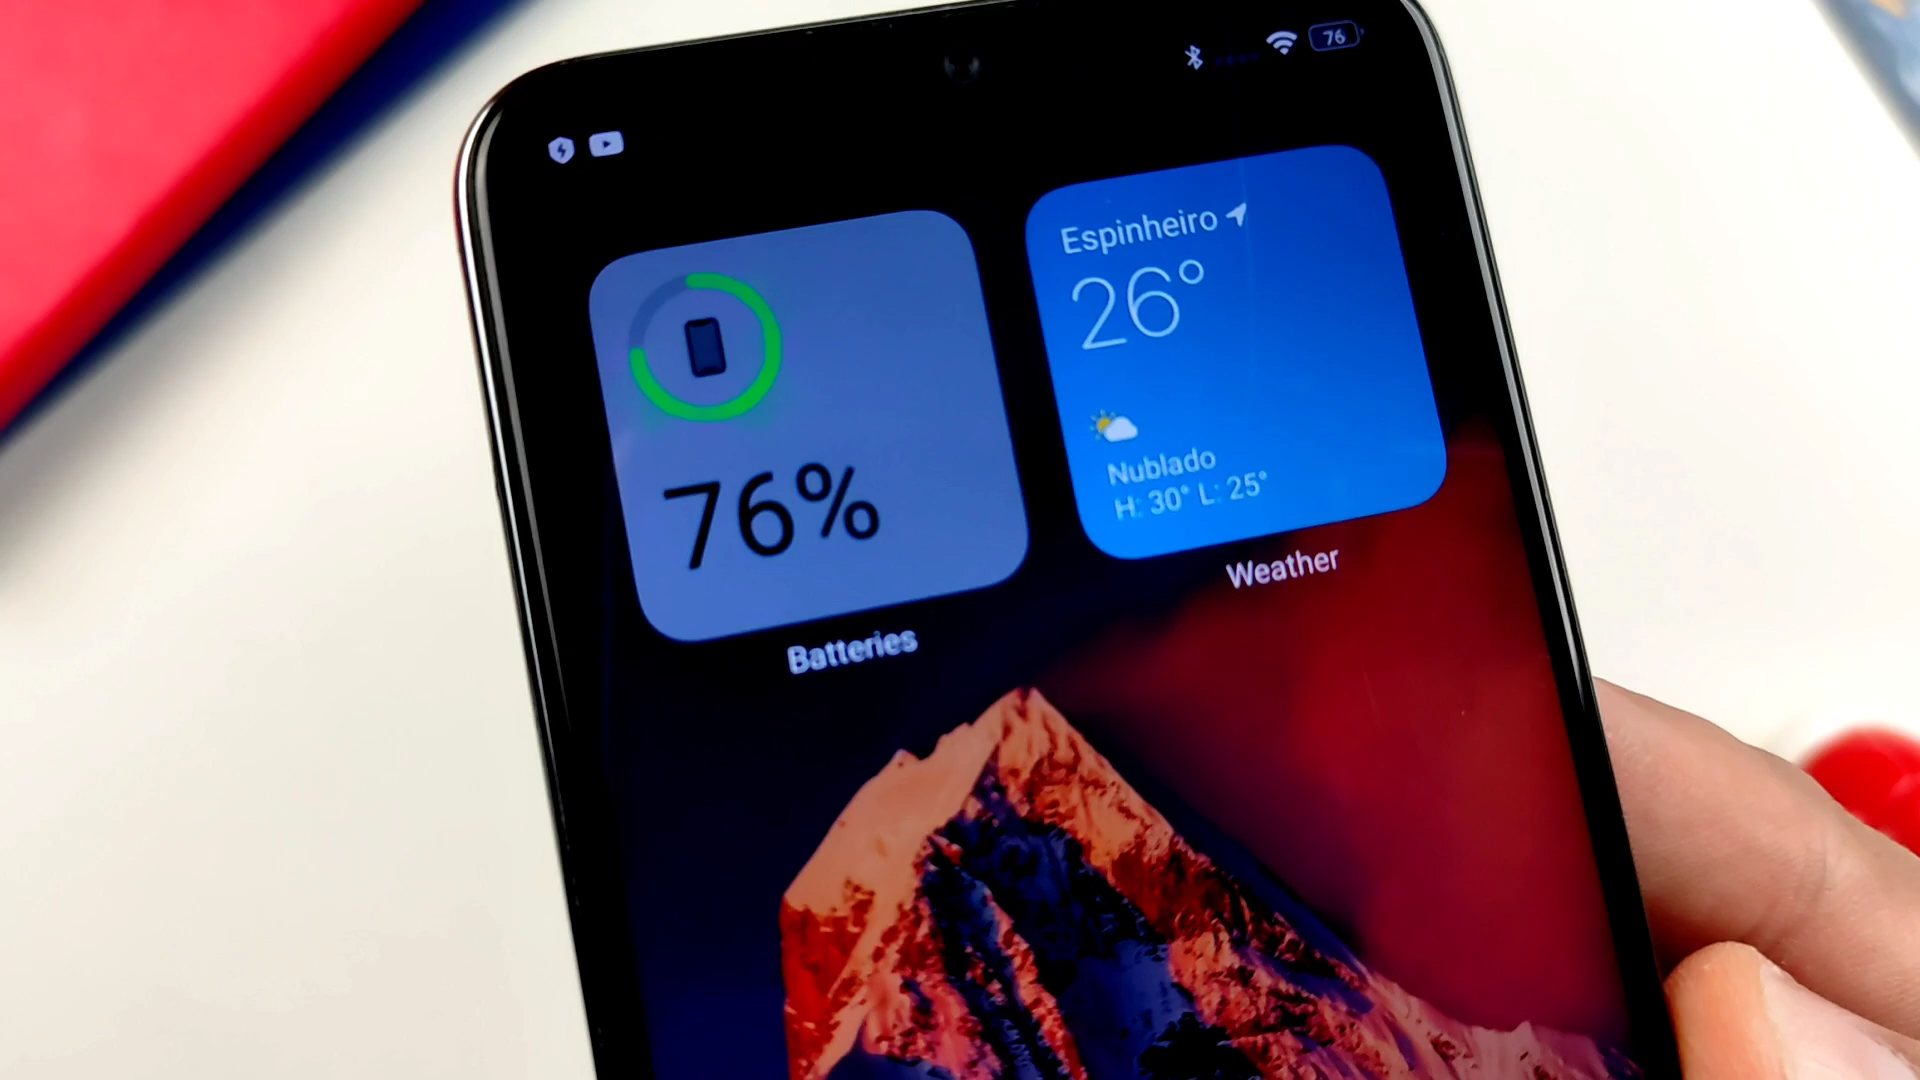 76
76%
Batteries
Espinheiro
26°
Nublado
H: 30° L: 25°
Weather